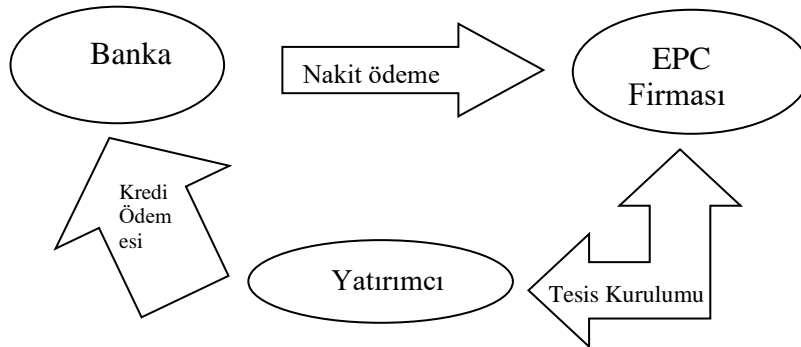 Banka
Nakit ödeme
EPC
Firması
Kredi
Ödem
esi
Yatırımcı
Tesis Kurulumu